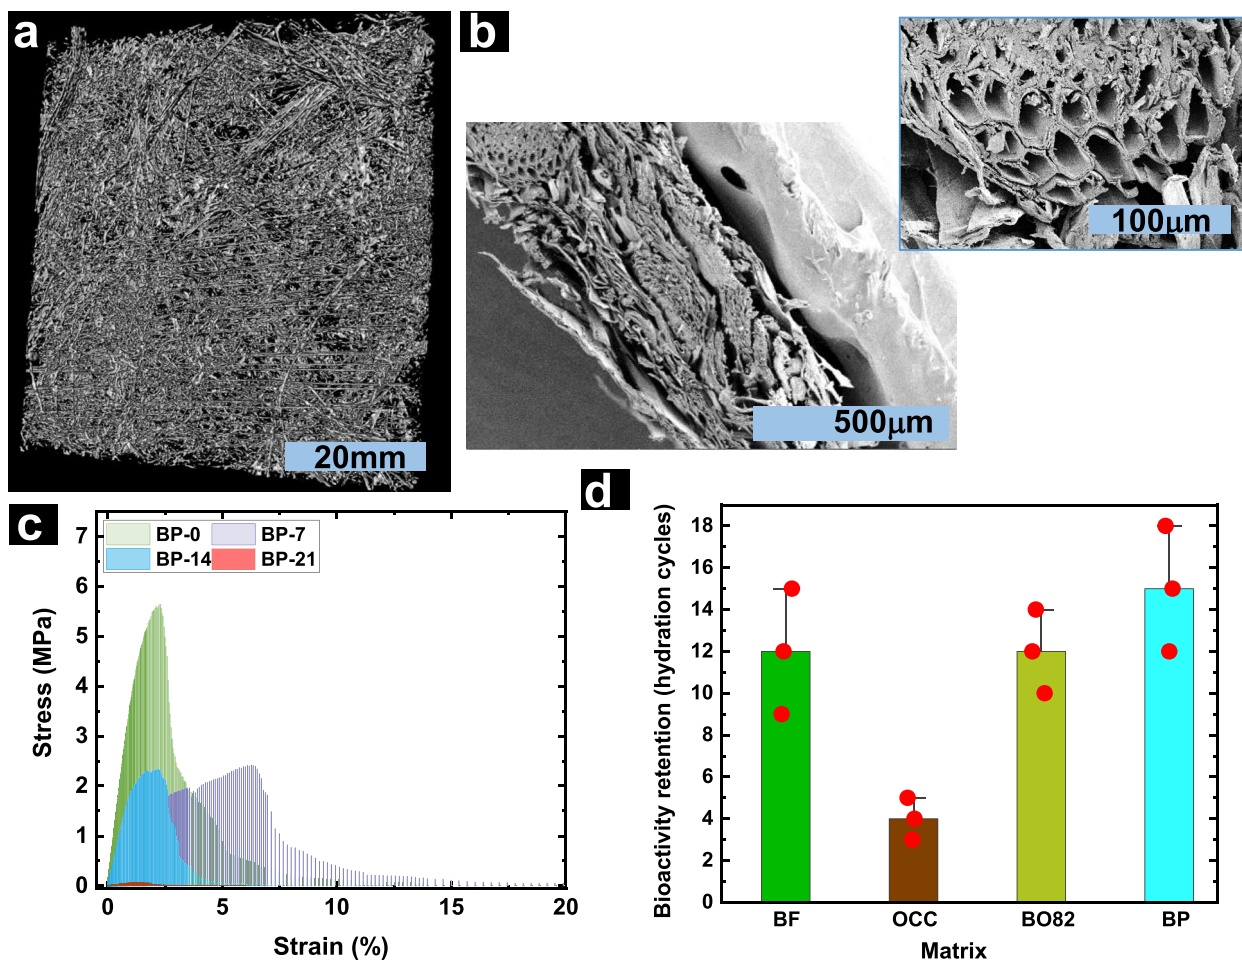 a
20mm
b
500μm
100μm
c
BP-0
BP-7
BP-14
BP-21
7
6
5
4
3
2
1
0
Stress (MPa)
0
5
10
15
20
Strain (%)
d
18
16
14
12
10
8
6
4
2
0
Bioactivity retention (hydration cycles)
BF
OCC
BO82
BP
Matrix